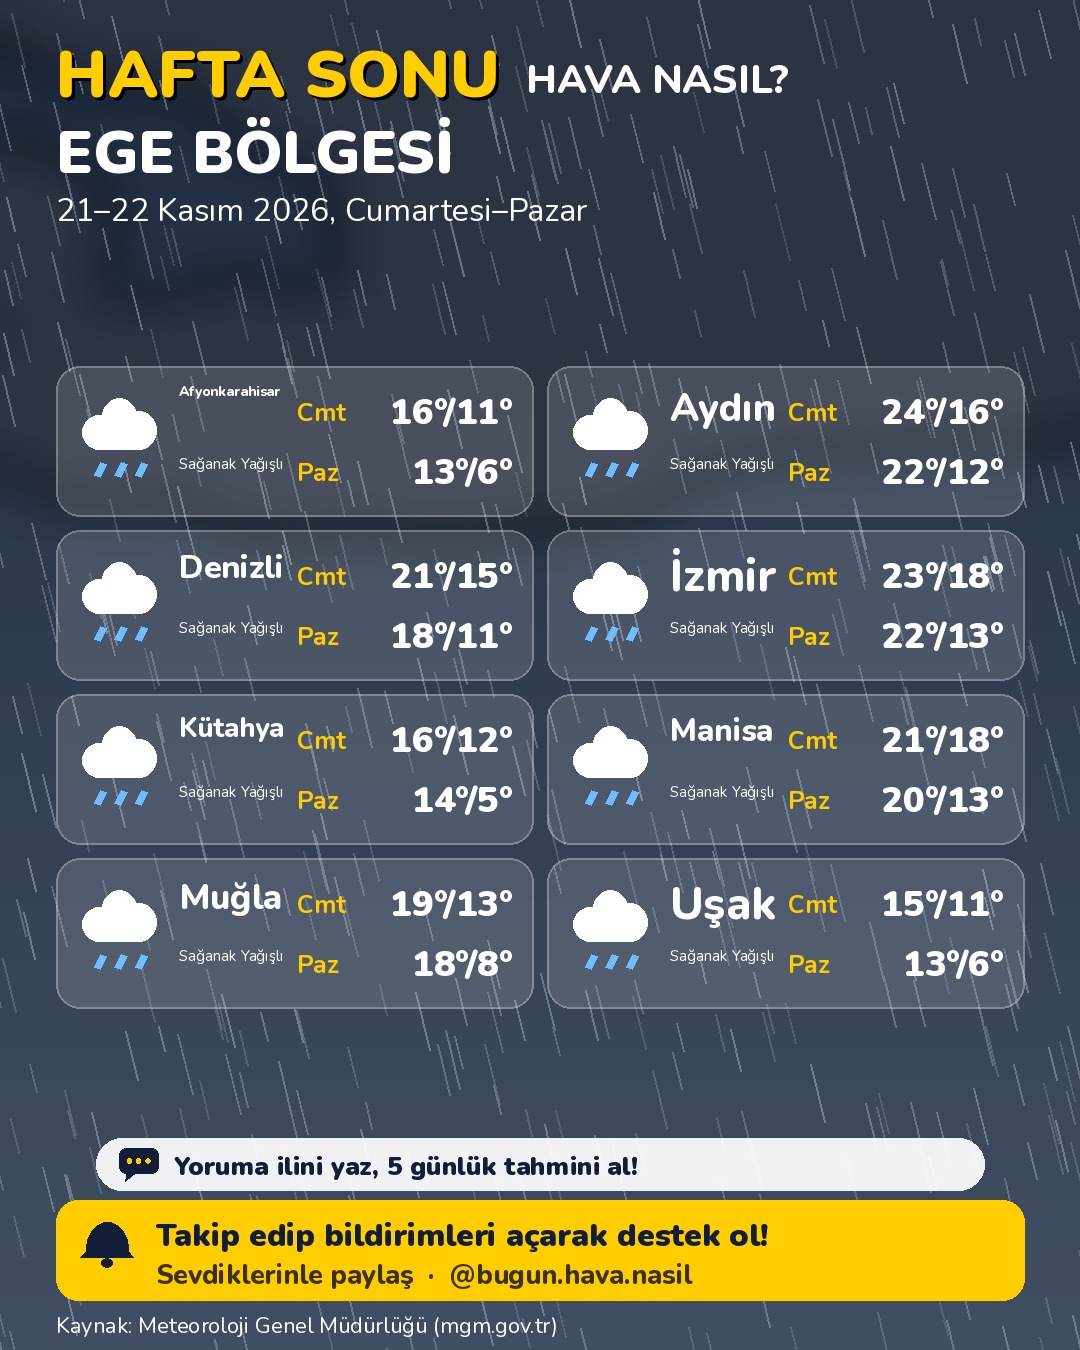 HAFTA SONU HAVA NASIL?
EGE BÖLGESİ
21–22 Kasım 2026, Cumartesi–Pazar
Afyonkarahisar
Cmt 16°/11°
Sağanak Yağışlı
Paz 13°/6°
Aydın
Cmt 24°/16°
Sağanak Yağışlı
Paz 22°/12°
Denizli
Cmt 21°/15°
Sağanak Yağışlı
Paz 18°/11°
İzmir
Cmt 23°/18°
Sağanak Yağışlı
Paz 22°/13°
Kütahya
Cmt 16°/12°
Sağanak Yağışlı
Paz 14°/5°
Manisa
Cmt 21°/18°
Sağanak Yağışlı
Paz 20°/13°
Muğla
Cmt 19°/13°
Sağanak Yağışlı
Paz 18°/8°
Uşak
Cmt 15°/11°
Sağanak Yağışlı
Paz 13°/6°
Yoruma ilini yaz, 5 günlük tahmini al!
Takip edip bildirimleri açarak destek ol!
Sevdiklerinle paylaş · @bugun.hava.nasil
Kaynak: Meteoroloji Genel Müdürlüğü (mgm.gov.tr)